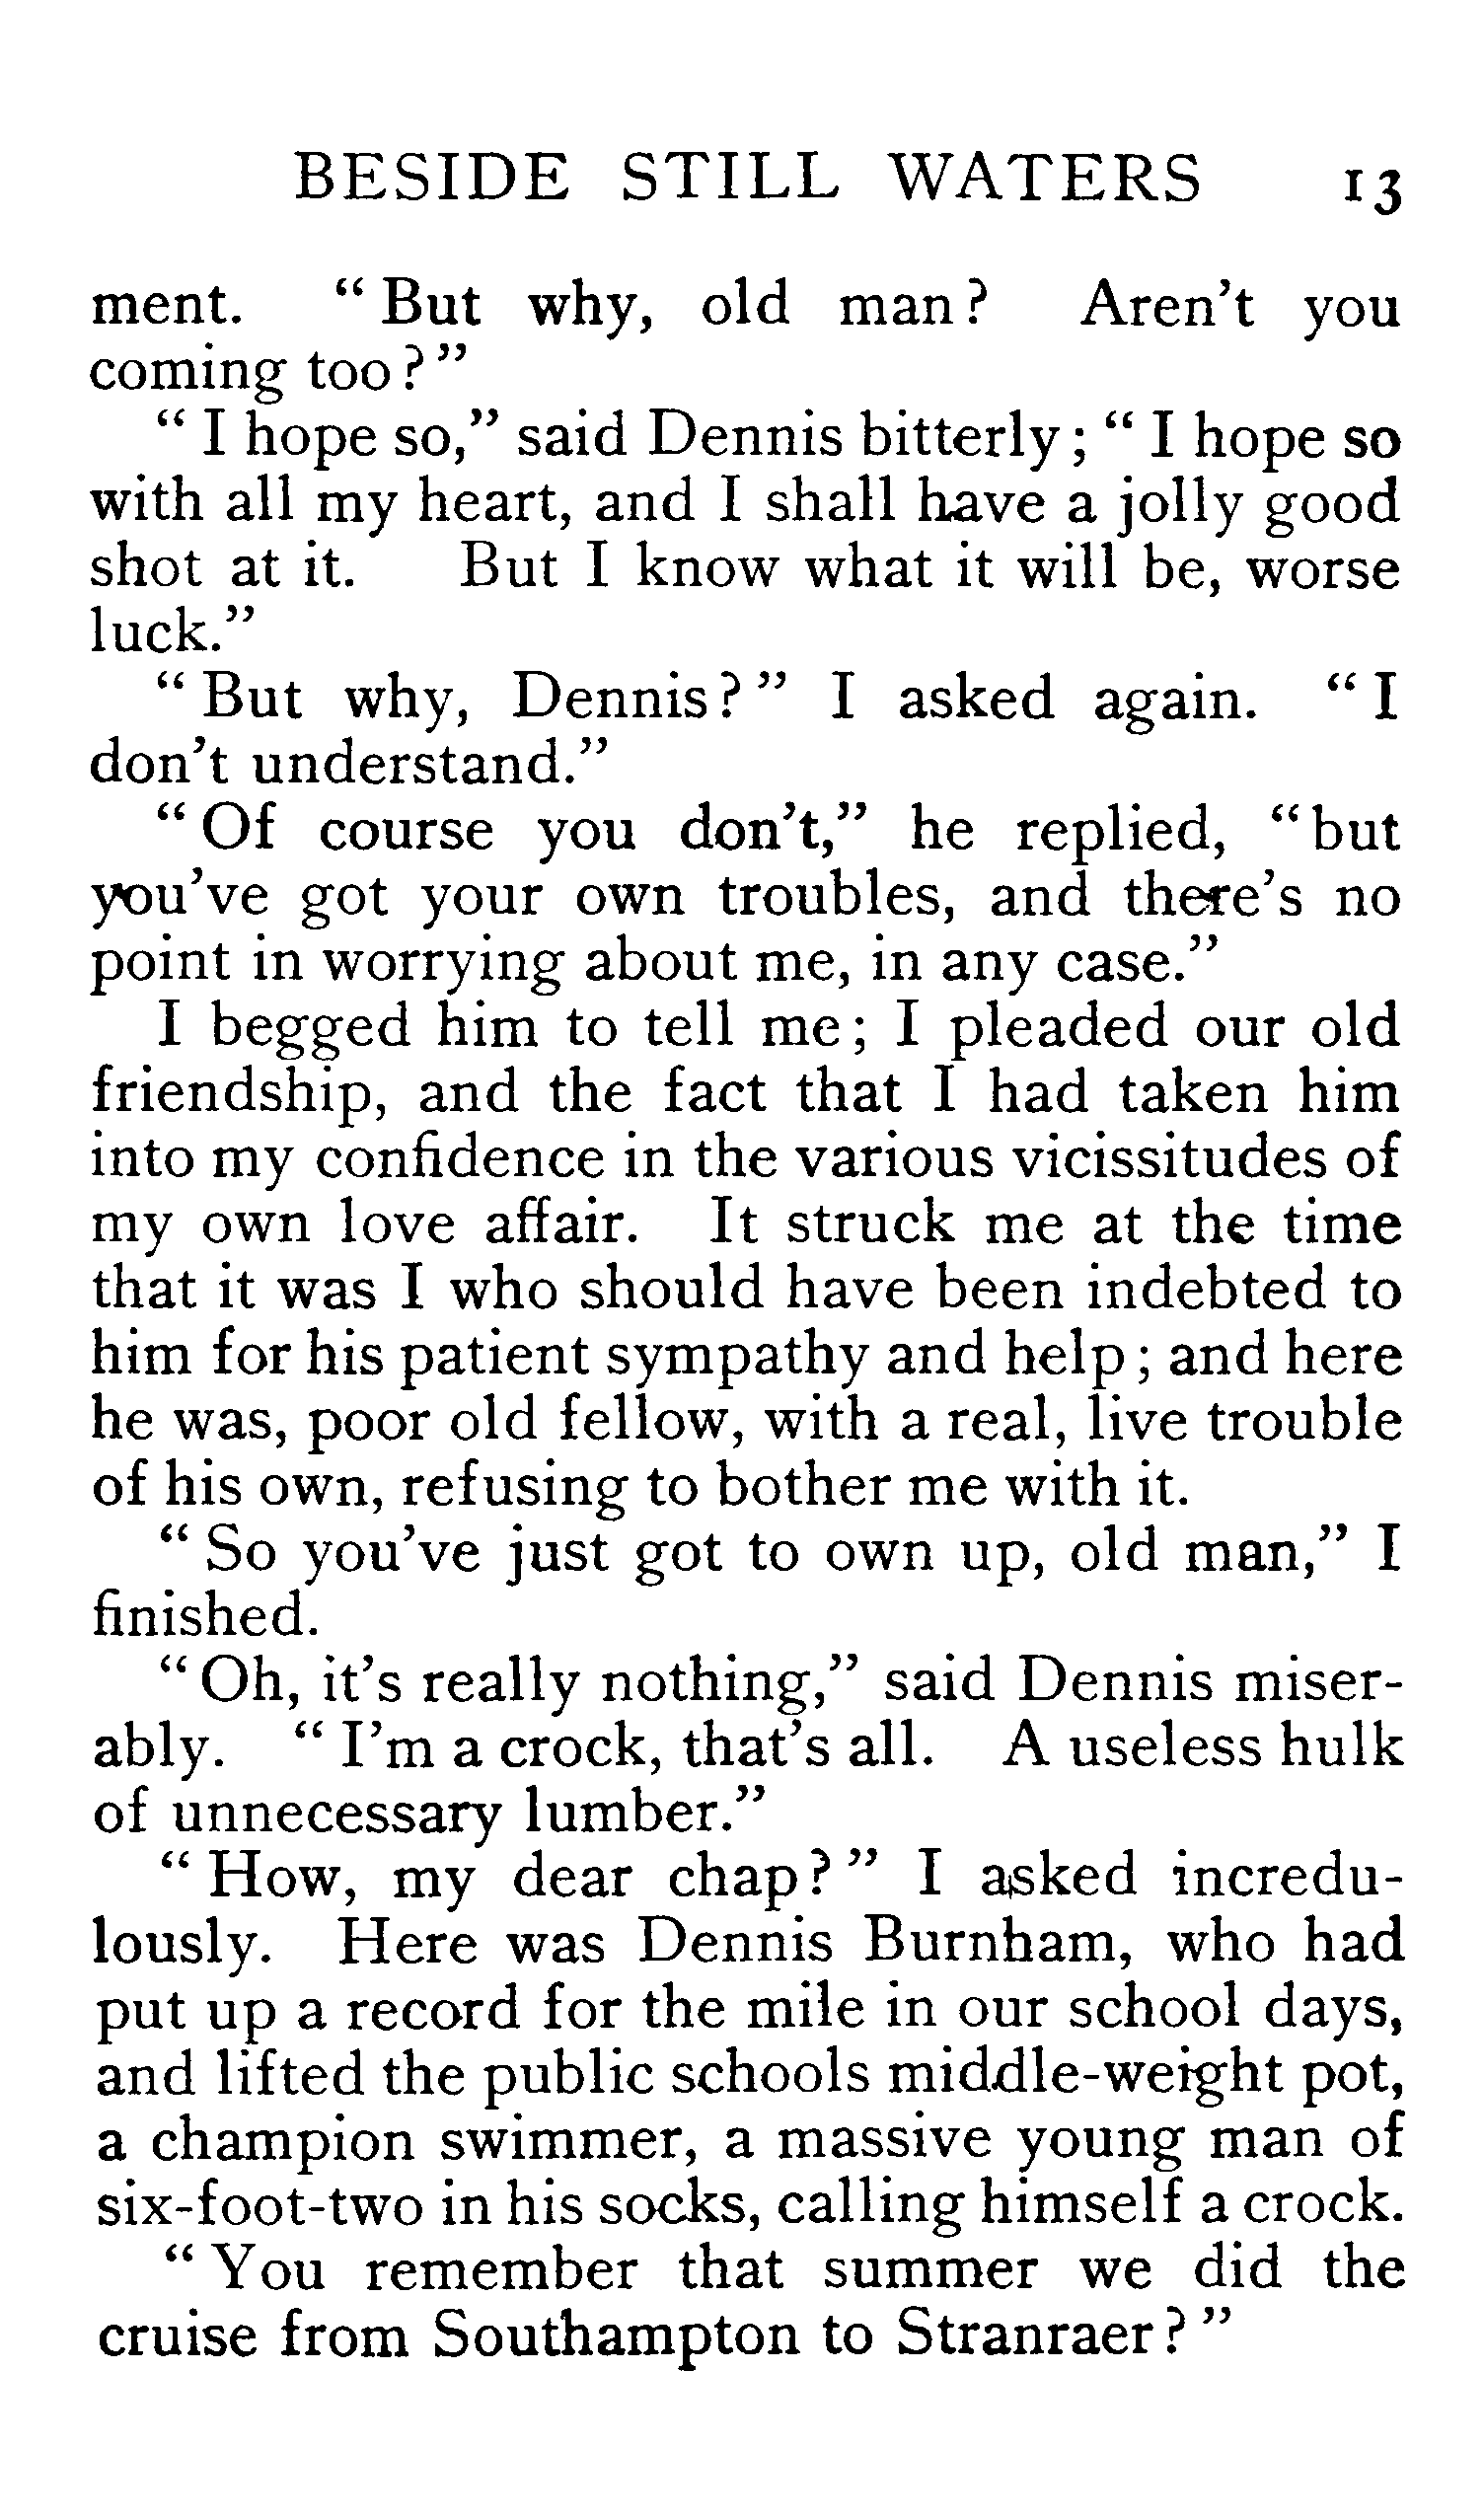 BESIDE STILL WATERS 13
ment. "But why, old man? Aren't you
coming too?"
"I hope so," said Dennis bitterly; "I hope so
with all my heart, and I shall have a jolly good
shot at it. But I know what it will be, worse
luck."
"But why, Dennis?" I asked again. "I
don't understand."
"Of course you don't," he replied, "but
you've got your own troubles, and there's no
point in worrying about me, in any case."
I begged him to tell me; I pleaded our old
friendship, and the fact that I had taken him
into my confidence in the various vicissitudes of
my own love affair. It struck me at the time
that it was I who should have been indebted to
him for his patient sympathy and help; and here
he was, poor old fellow, with a real, live trouble
of his own, refusing to bother me with it.
"So you've just got to own up, old man," I
finished.
"Oh, it's really nothing," said Dennis miser-
ably. "I'm a crock, that's all. A useless hulk
of unnecessary lumber."
"How, my dear chap?" I asked incredu-
lously. Here was Dennis Burnham, who had
put up a record for the mile in our school days,
and lifted the public schools middle-weight pot,
a champion swimmer, a massive young man of
six-foot-two in his socks, calling himself a crock.
"You remember that summer we did the
cruise from Southampton to Stranraer?"